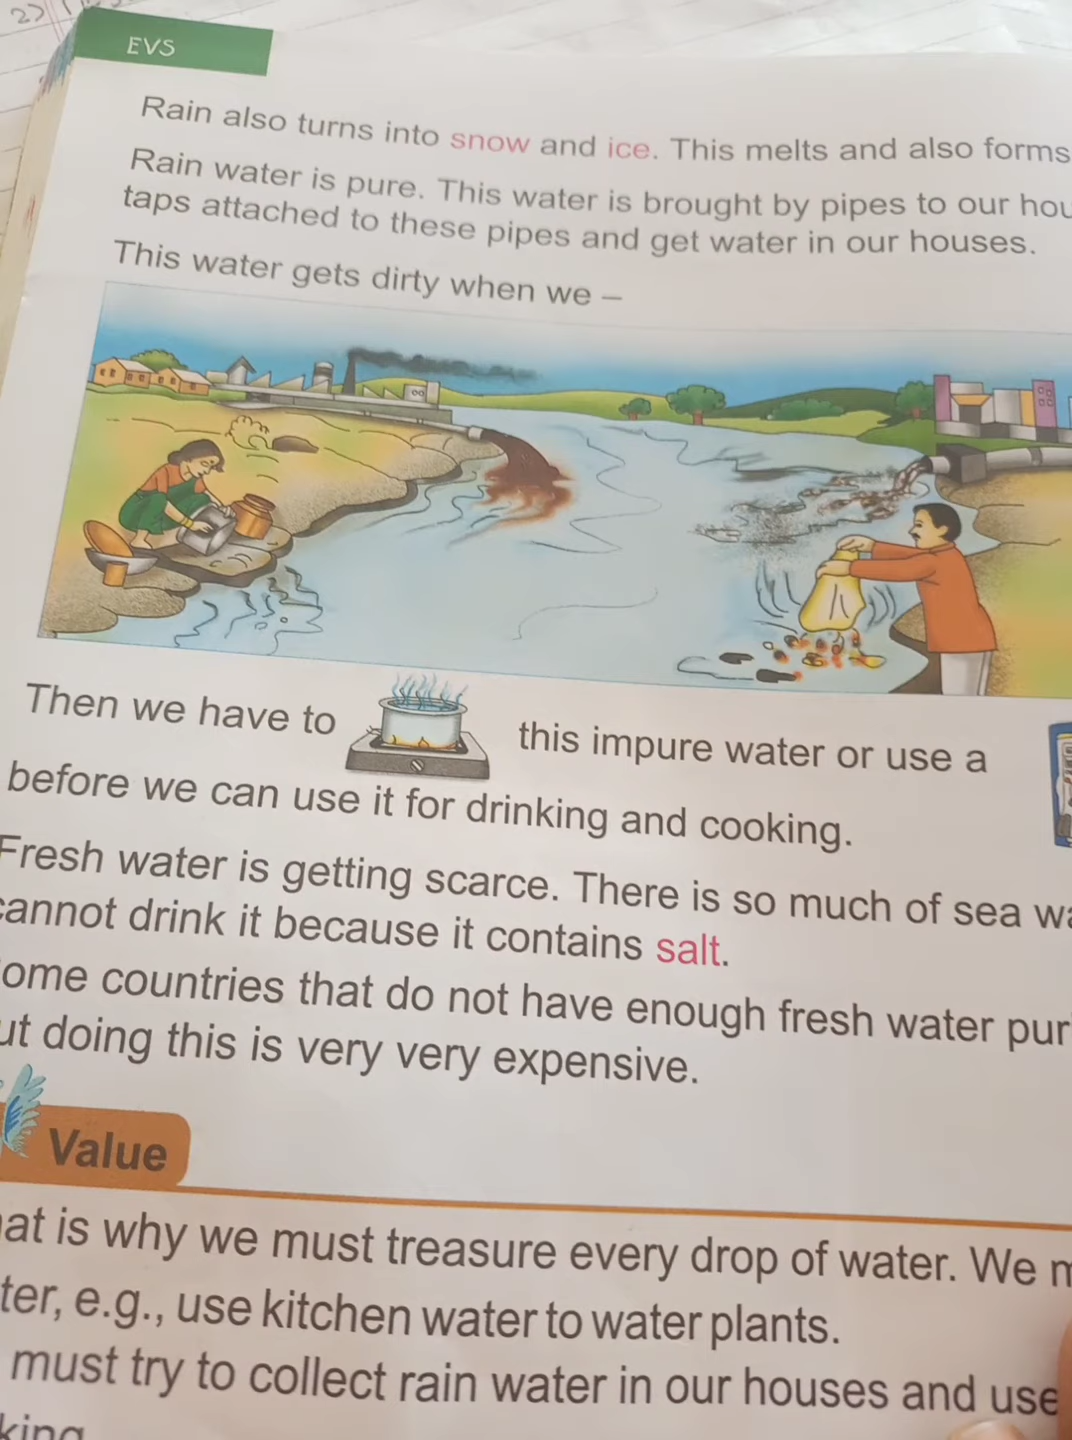 EVS
Rain also turns into snow and ice. This melts and also forms
Rain water is pure. This water is brought by pipes to our
taps attached to these pipes and get water in our houses.
This water gets dirty when we –
Then we have to this impure water or use a
before we can use it for drinking and cooking.
Fresh water is getting scarce. There is so much of sea
cannot drink it because it contains salt.
ome countries that do not have enough fresh water pur
ut doing this is very very expensive.
Value
at is why we must treasure every drop of water. We
ter, e.g., use kitchen water to water plants.
must try to collect rain water in our houses and use
king